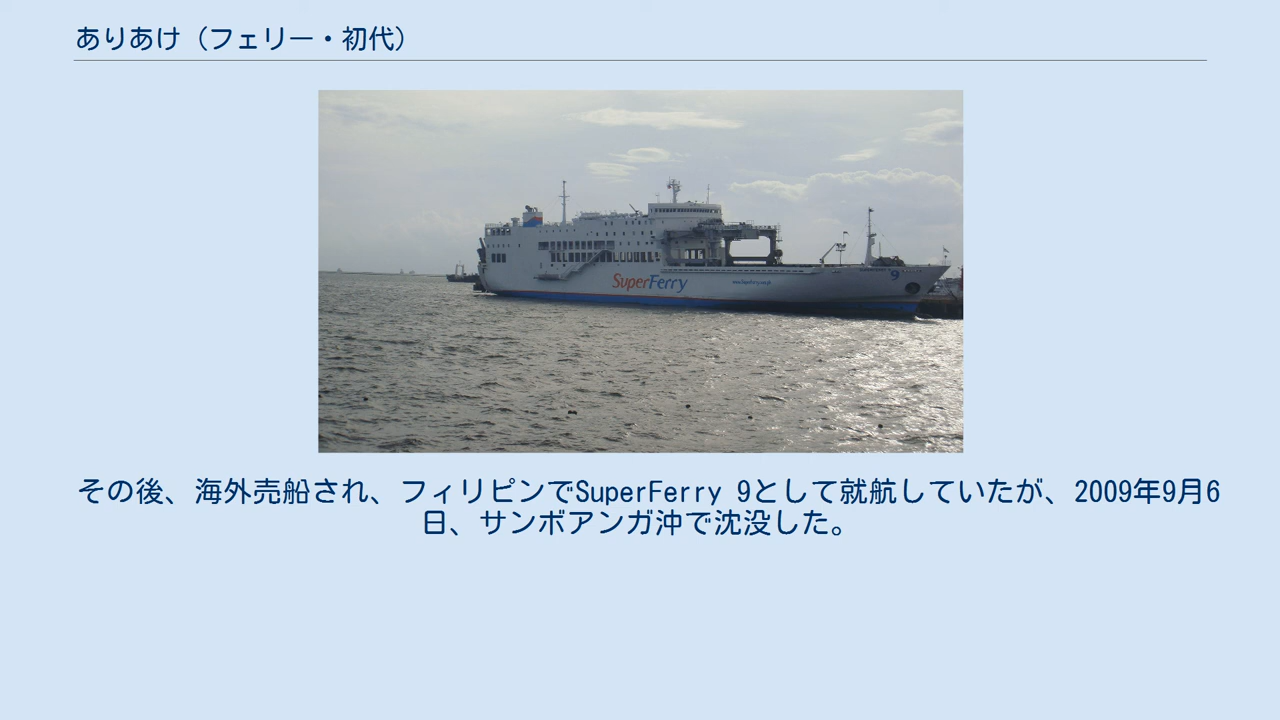 ありあけ（フェリー・初代）
SuperFerry
9
その後、海外売船され、フィリピンでSuperFerry 9として就航していたが、2009年9月6
日、サンボアンガ沖で沈没した。